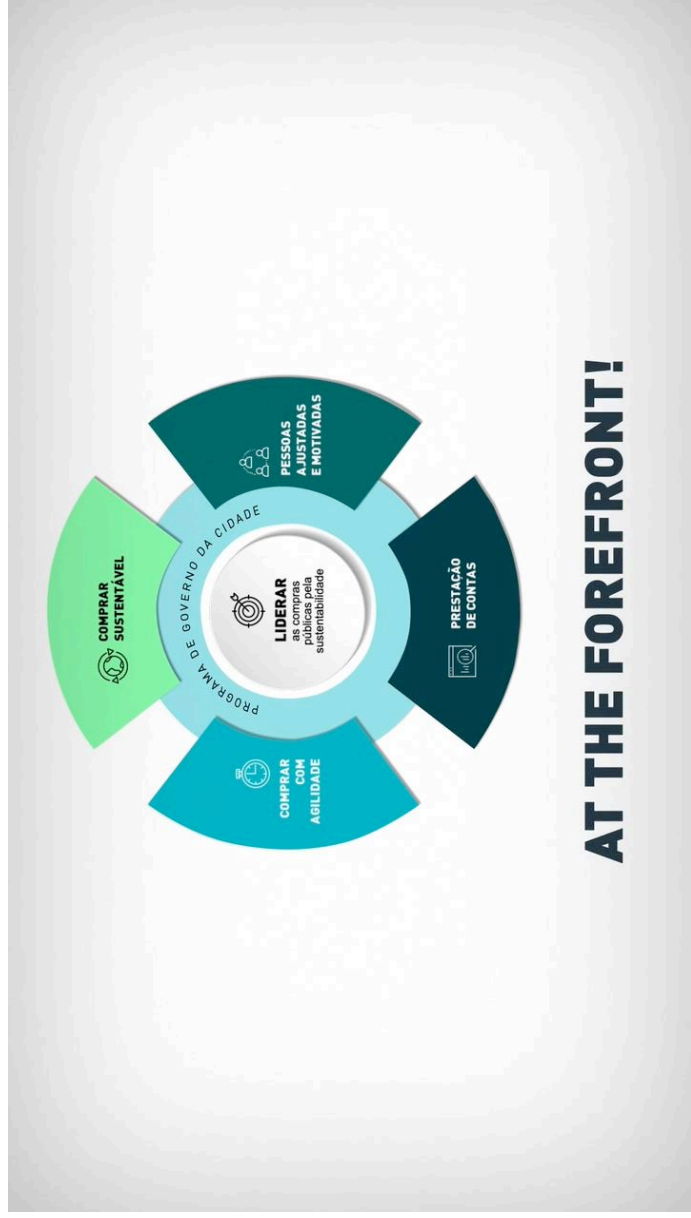 COMPRAR
SUSTENTÁVEL
PROGRAMA DE GOVERNO DA CIDADE
COMPRAR
COM
AGILIDADE
LIDERAR
as compras
públicas pela
sustentabilidade
PESSOAS
AJUSTADAS
E MOTIVADAS
PRESTAÇÃO
DE CONTAS
AT THE FOREFRONT!